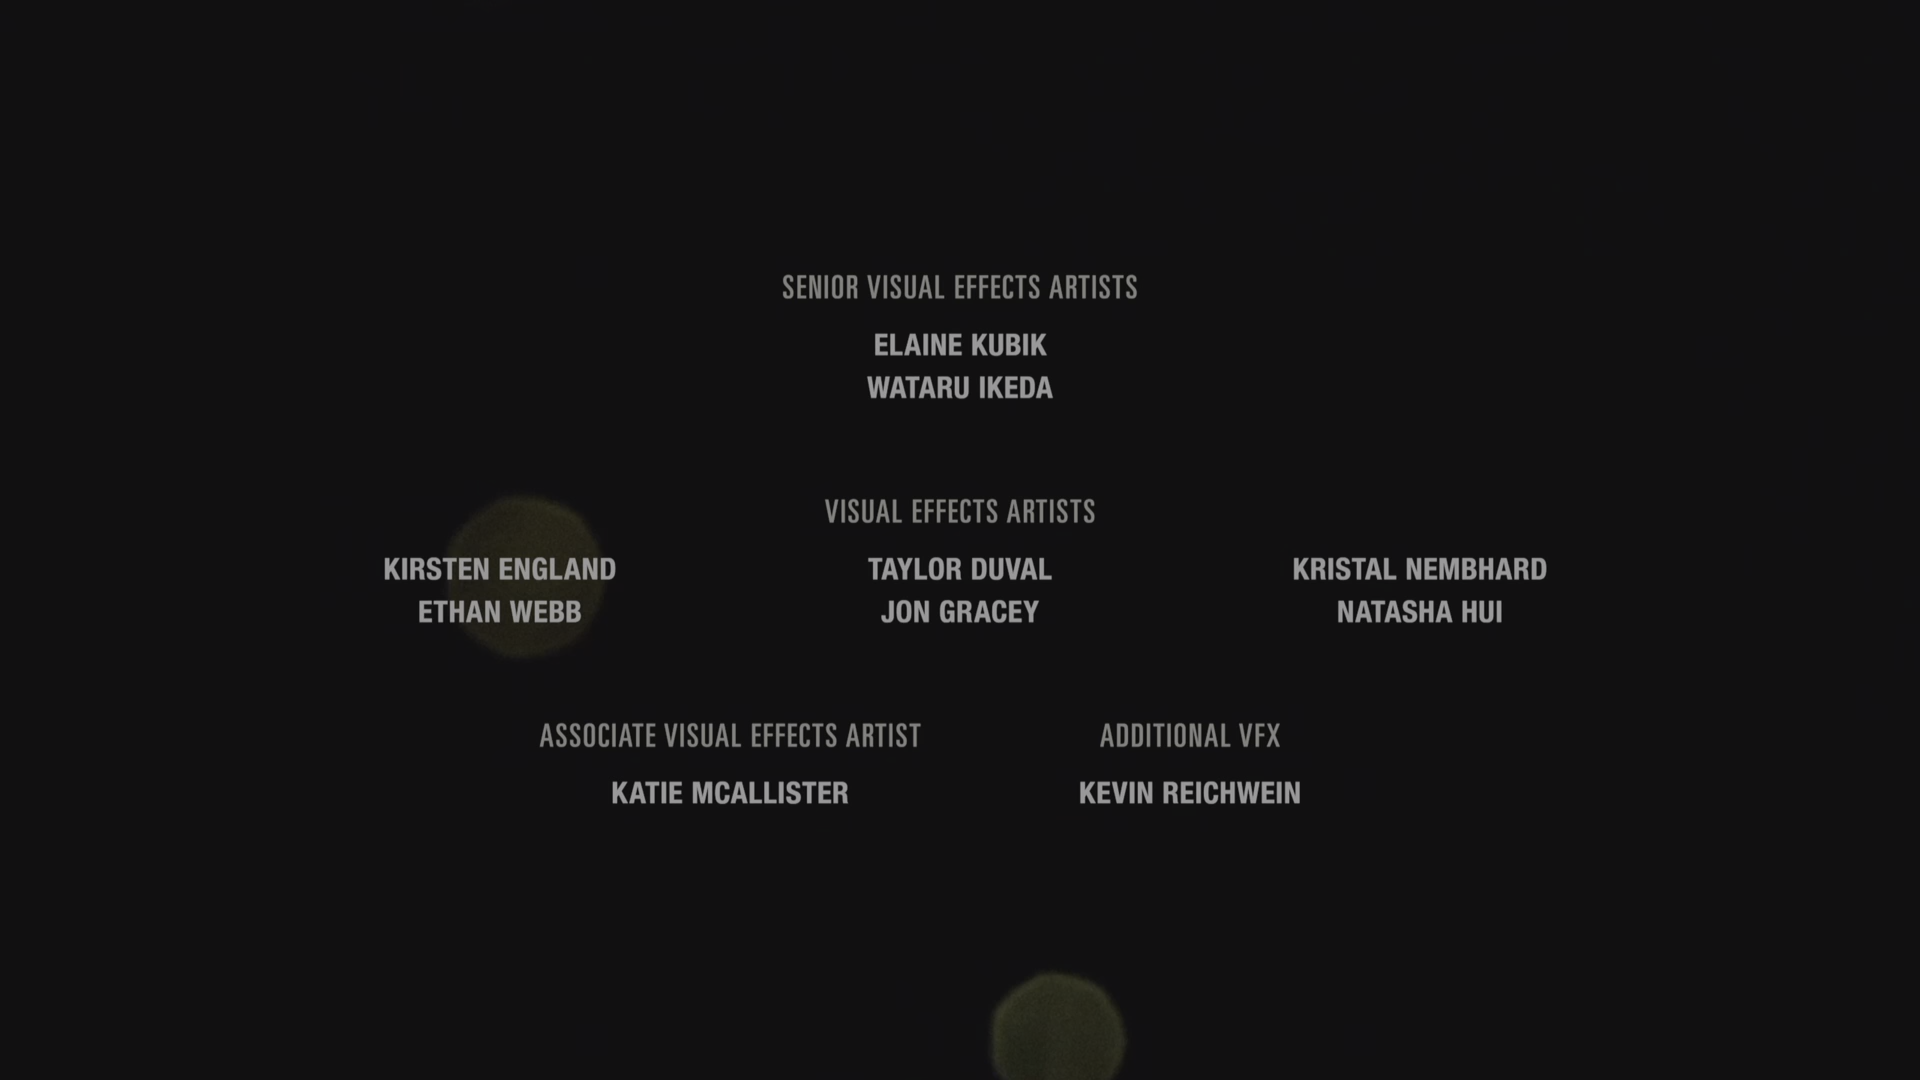 SENIOR VISUAL EFFECTS ARTISTS
ELAINE KUBIK
WATARU IKEDA
VISUAL EFFECTS ARTISTS
KIRSTEN ENGLAND TAYLOR DUVAL KRISTAL NEMBHARD
ETHAN WEBB JON GRACEY NATASHA HUI
ASSOCIATE VISUAL EFFECTS ARTIST ADDITIONAL VFX
KATIE MCALLISTER KEVIN REICHWEIN